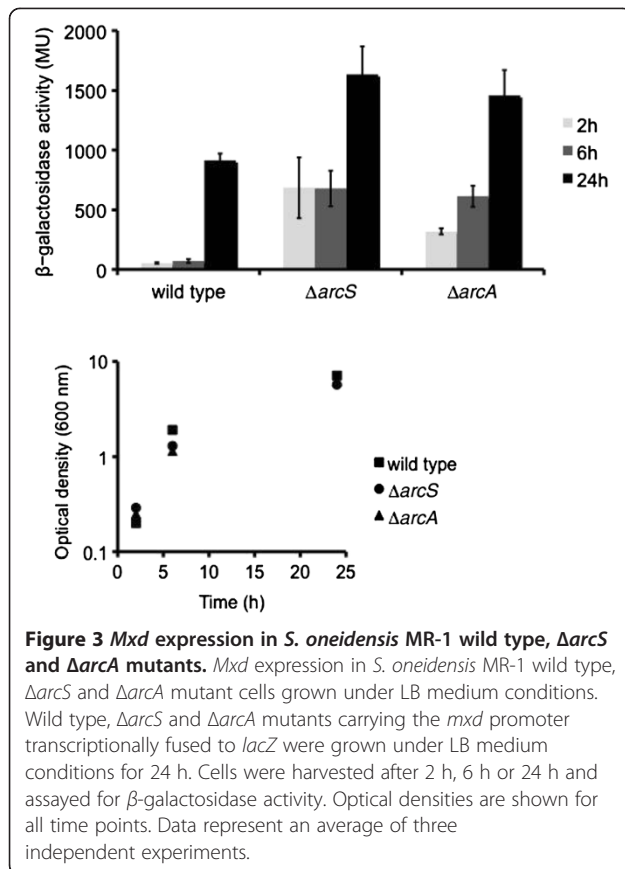 2000
1500
1000
500
0
β-galactosidase activity (MU)
2h
6h
24h
wild type
ΔarcS
ΔarcA
10
1
0.1
Optical density (600 nm)
0
5
10
15
20
25
Time (h)
wild type
ΔarcS
ΔarcA
Figure 3 Mxd expression in S. oneidensis MR-1 wild type, ΔarcS
and ΔarcA mutants. Mxd expression in S. oneidensis MR-1 wild type,
ΔarcS and ΔarcA mutant cells grown under LB medium conditions.
Wild type, ΔarcS and ΔarcA mutants carrying the mxd promoter
transcriptionally fused to lacZ were grown under LB medium
conditions for 24 h. Cells were harvested after 2 h, 6 h or 24 h and
assayed for β-galactosidase activity. Optical densities are shown for
all time points. Data represent an average of three
independent experiments.